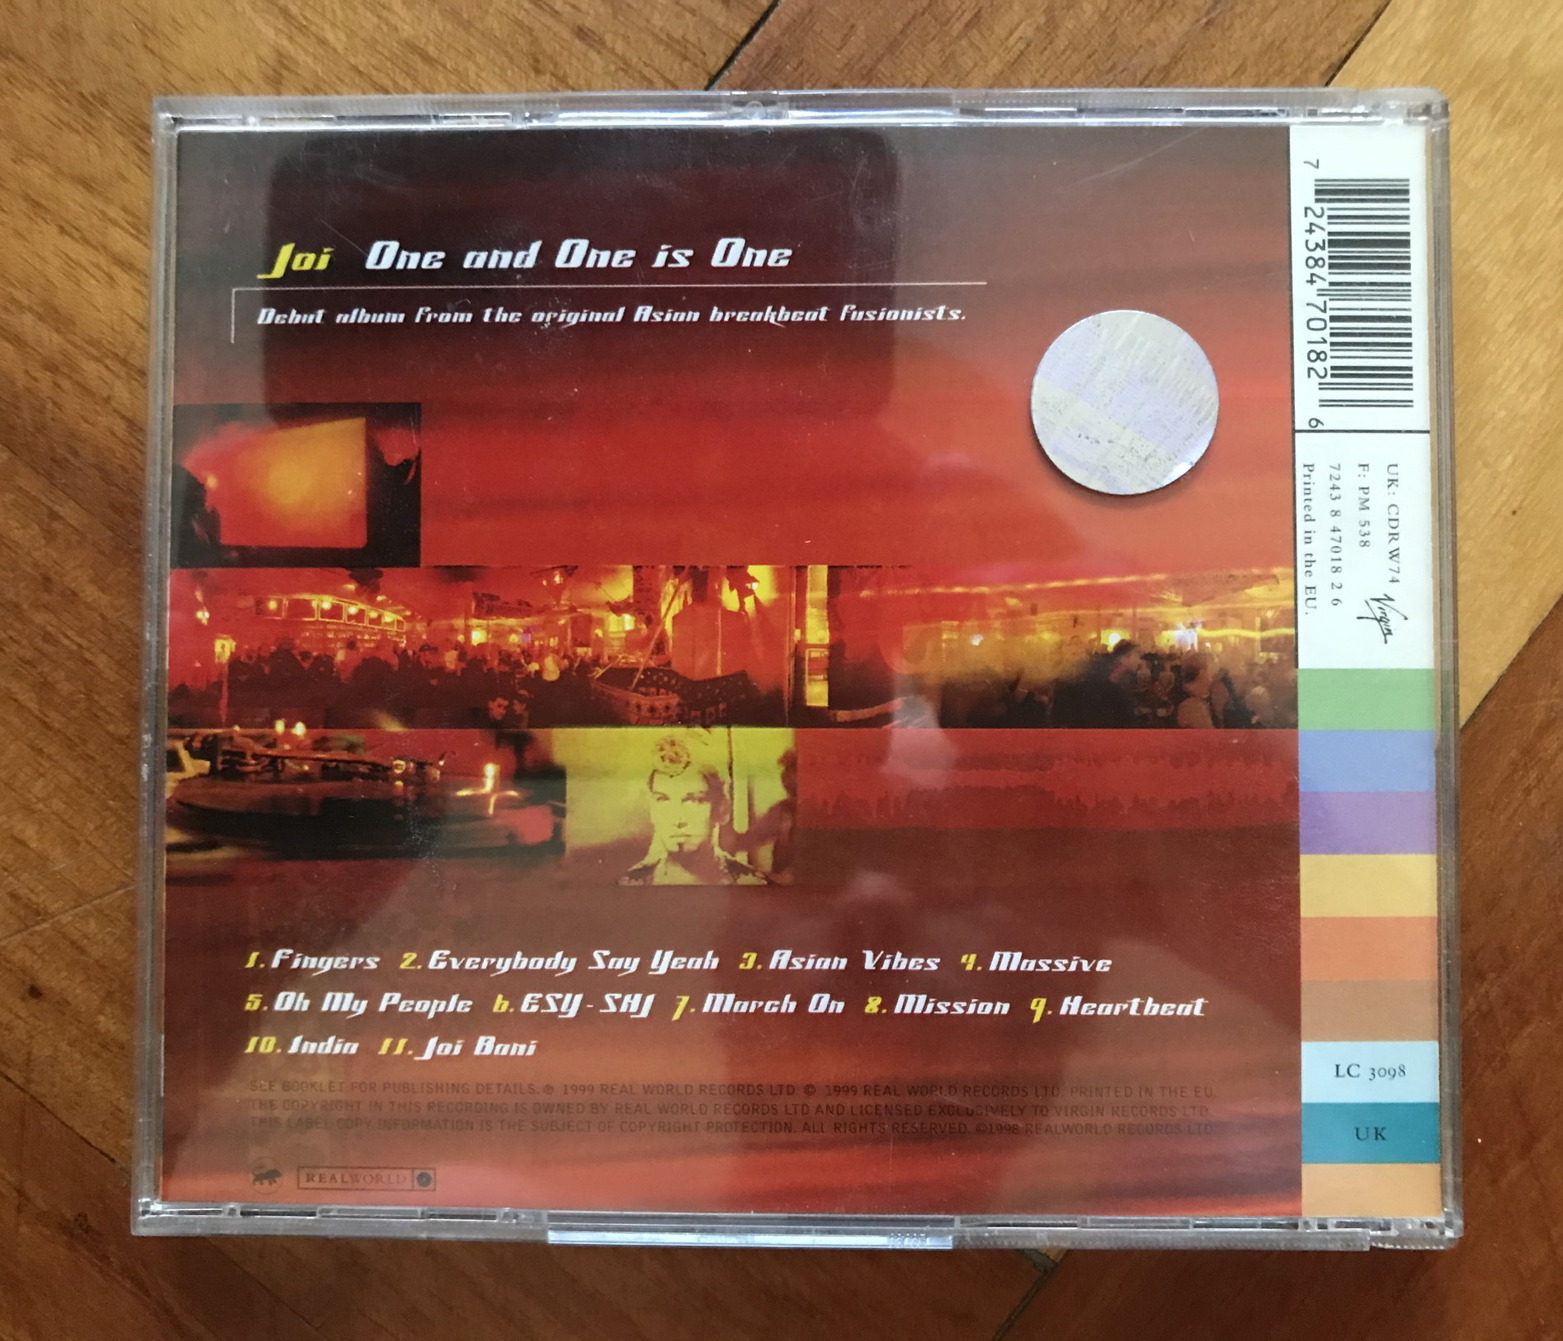 Joi One and One is One
Debut album from the original Asian breakbeat fusionists.
1. Fingers 2. Everybody Say Yeah 3. Asian Vibes 4. Massive
5. Oh My People 6. ESY - SHJ 7. March On 8. Mission 9. Heartbeat
10. India 11. Joi Bani
SEE BOOKLET FOR PUBLISHING DETAILS. ℗ 1999 REAL WORLD RECORDS LTD. © 1999 REAL WORLD RECORDS LTD. PRINTED IN THE EU.
THE COPYRIGHT IN THIS RECORDING IS OWNED BY REAL WORLD RECORDS LTD AND LICENSED EXCLUSIVELY TO VIRGIN RECORDS LTD.
THIS LABEL COPY INFORMATION IS THE SUBJECT OF COPYRIGHT PROTECTION. ALL RIGHTS RESERVED. ©1998 REALWORLD RECORDS LTD.
REALWORLD
7 24384 70182 6
UK: CDRW74
F: PM 538
7243 8 47018 2 6
Printed in the EU.
Virgin
LC 3098
UK